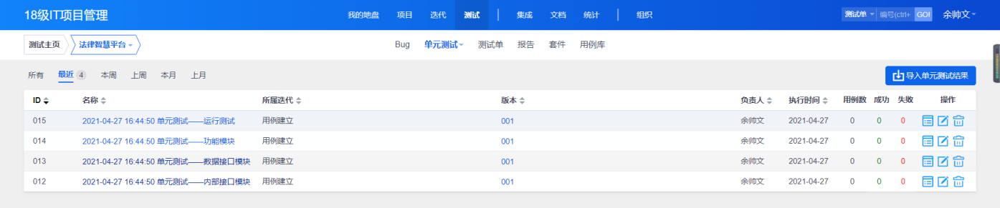 18级IT项目管理 我的地盘 项目 迭代 测试 集成 文档 统计 组织 测试单 编号(ctrl+ GO! 余帅文
测试主页 法律智慧平台 Bug 单元测试 测试单 报告 套件 用例库
所有 最近 4 本周 上周 本月 上月 导入单元测试结果
ID 名称 所属迭代 版本 负责人 执行时间 用例数 成功 失败 操作
015 2021-04-27 16:44:50 单元测试——运行测试 用例建立 001 余帅文 2021-04-27 0 0 0
014 2021-04-27 16:44:50 单元测试——功能模块 用例建立 001 余帅文 2021-04-27 0 0 0
013 2021-04-27 16:44:50 单元测试——数据接口模块 用例建立 001 余帅文 2021-04-27 0 0 0
012 2021-04-27 16:44:50 单元测试——内部接口模块 用例建立 001 余帅文 2021-04-27 0 0 0